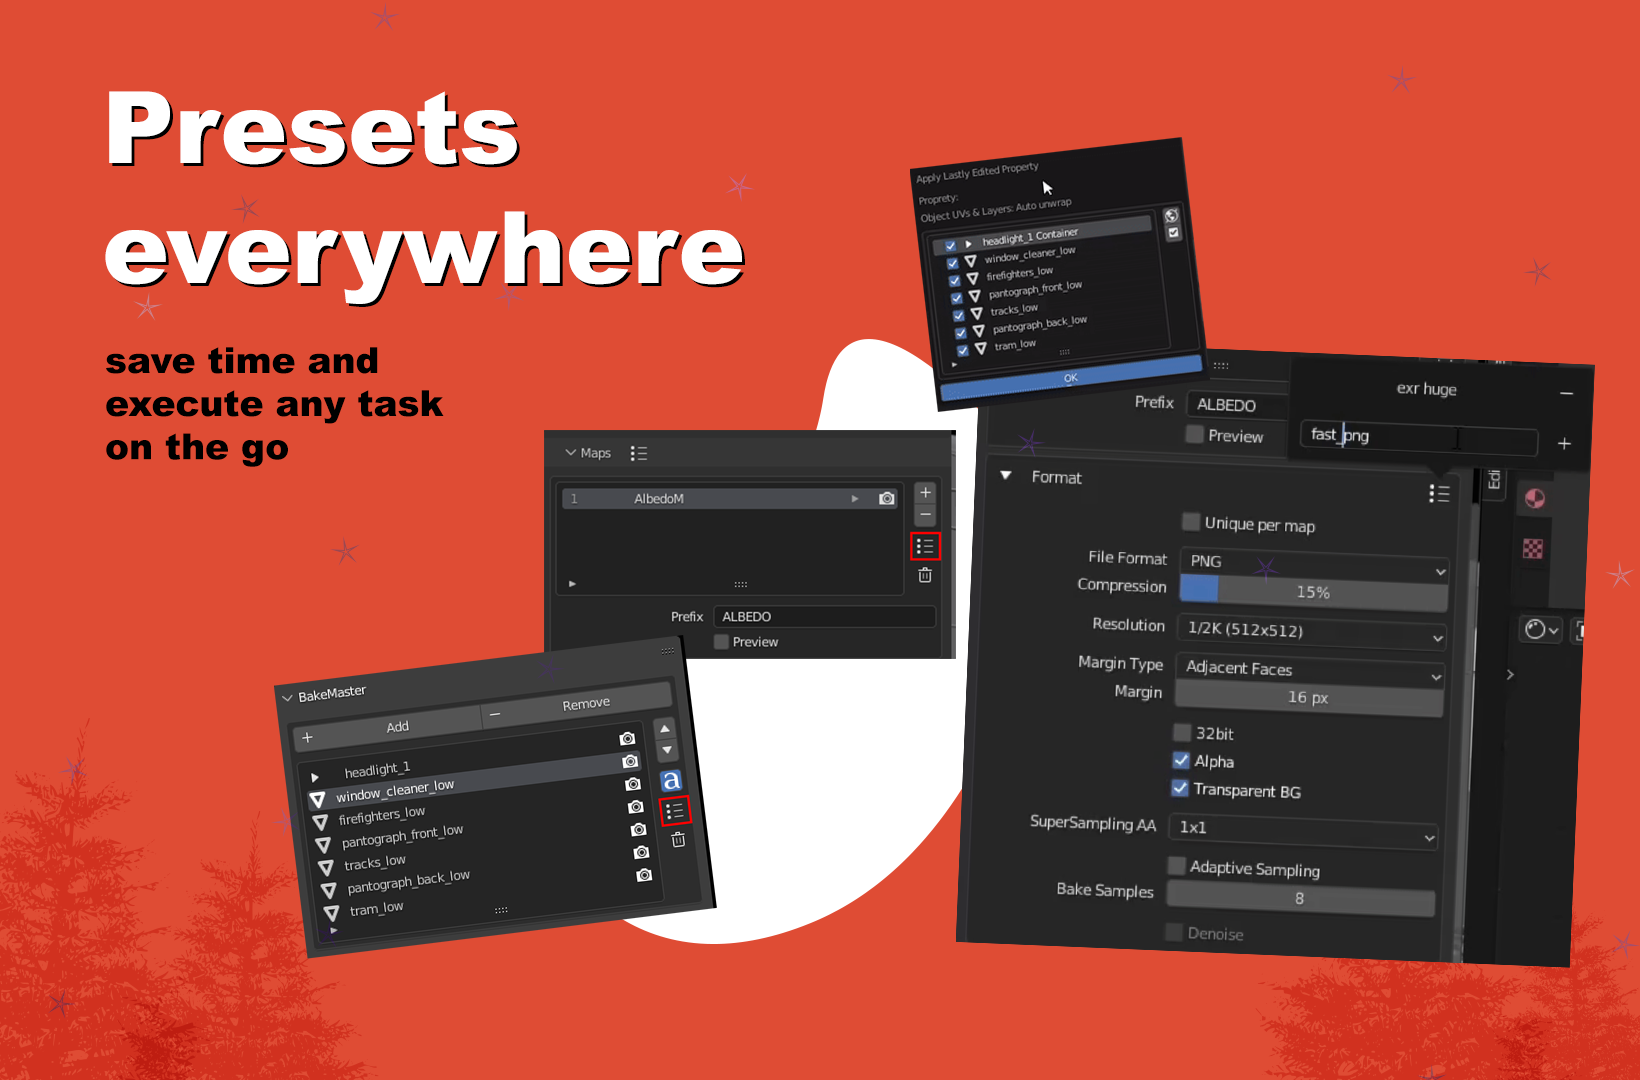 Presets
everywhere
save time and
execute any task
on the go
Apply Lastly Edited Property
Proprety:
Object UVs & Layers: Auto unwrap
headlight_1 Container
window_cleaner_low
firefighters_low
pantograph_front_low
tracks_low
pantograph_back_low
tram_low
OK
Maps
1 AlbedoM
Prefix ALBEDO
Preview
BakeMaster
Add Remove
headlight_1
window_cleaner_low
firefighters_low
pantograph_front_low
tracks_low
pantograph_back_low
tram_low
a
exr huge
fast_png
Prefix ALBEDO
Preview
Format
Unique per map
File Format PNG
Compression 15%
Resolution 1/2K (512x512)
Margin Type Adjacent Faces
Margin 16 px
32bit
Alpha
Transparent BG
SuperSampling AA 1x1
Adaptive Sampling
Bake Samples 8
Denoise